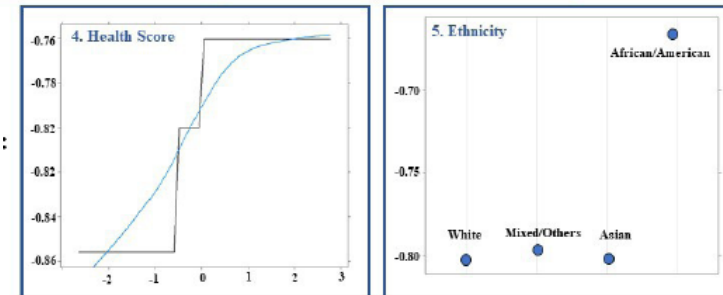 4. Health Score
-0.76
-0.78
-0.82
-0.82
-0.84
-0.86
-2
-1
0
1
2
3
5. Ethnicity
African/American
-0.70
-0.75
-0.80
White
Mixed/Others
Asian